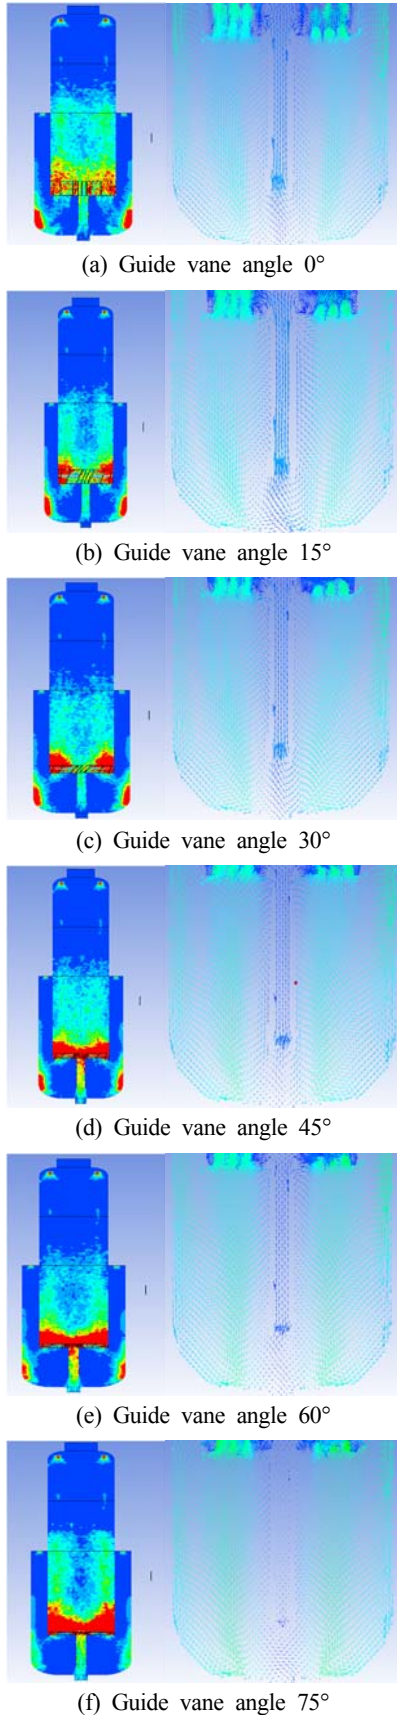 (a) Guide vane angle 0°
(b) Guide vane angle 15°
(c) Guide vane angle 30°
(d) Guide vane angle 45°
(e) Guide vane angle 60°
(f) Guide vane angle 75°